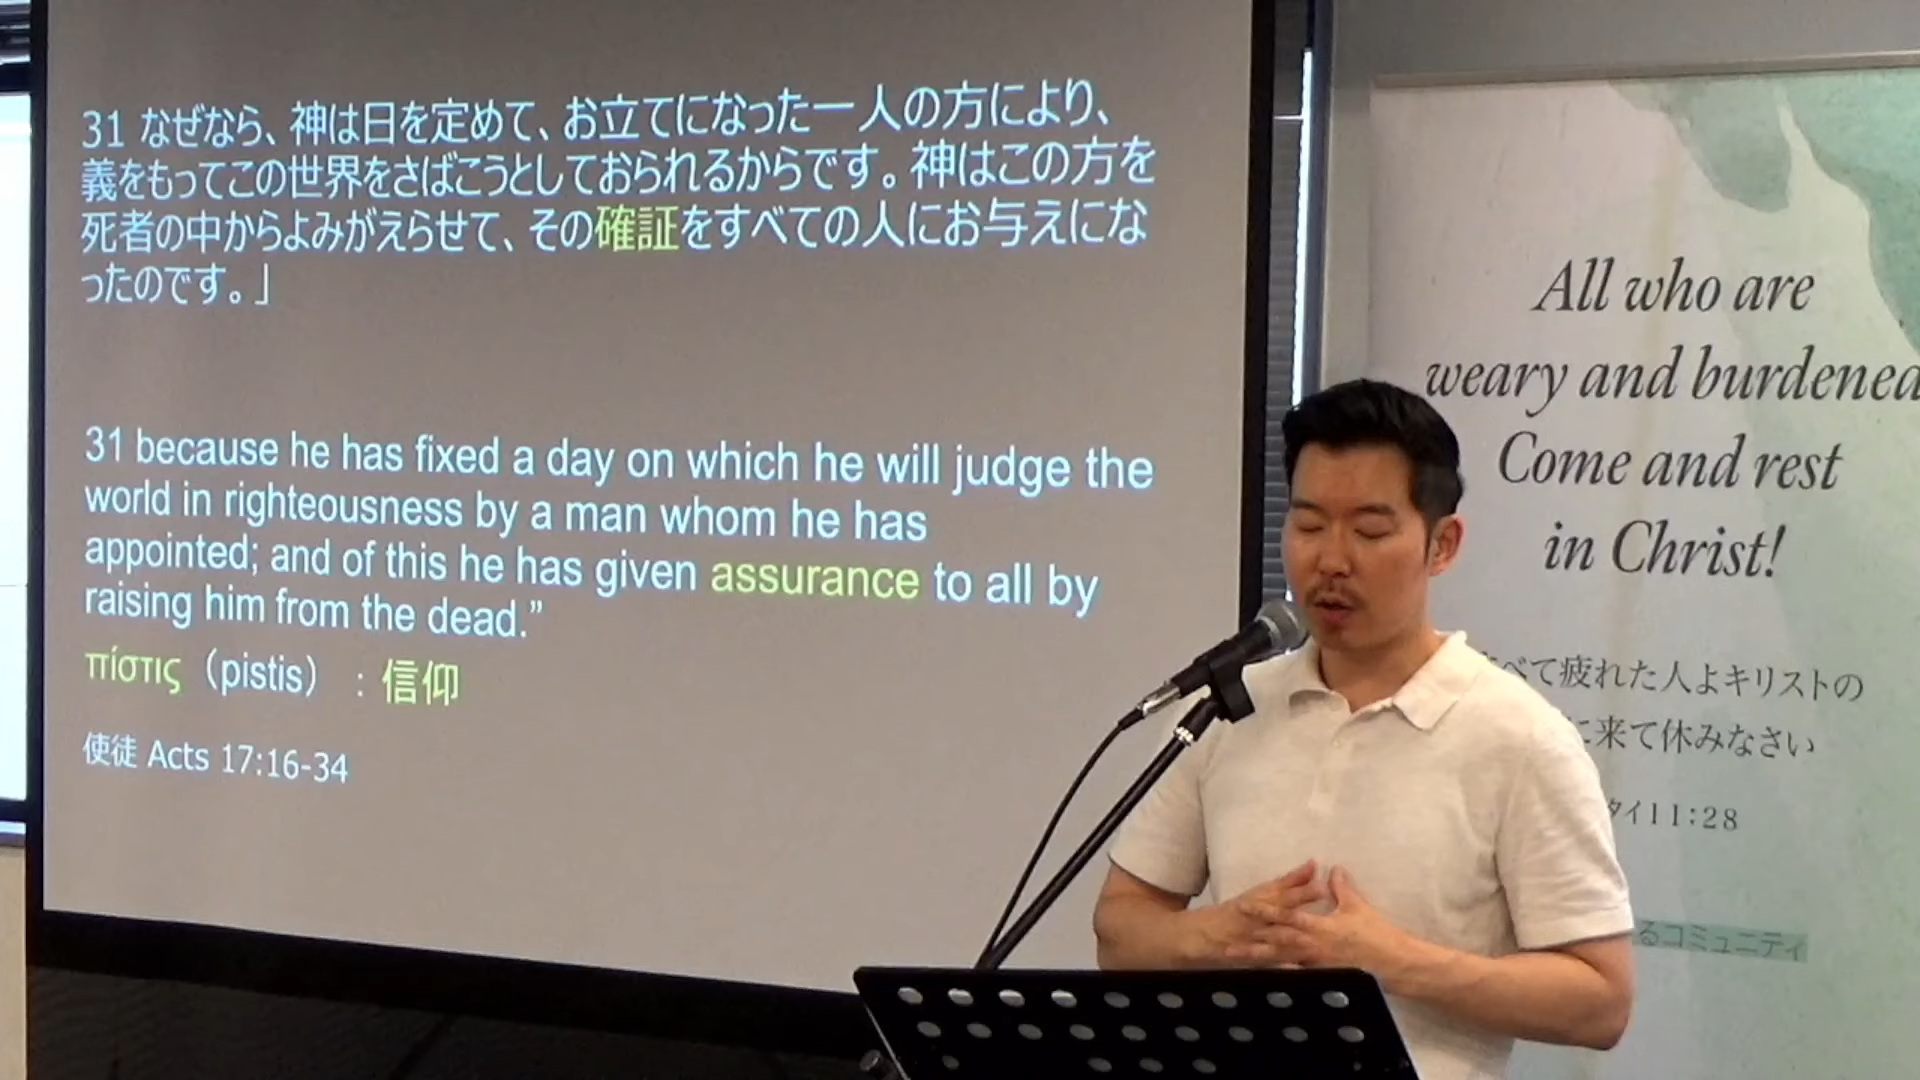 31 なぜなら、神は日を定めて、お立てになった一人の方により、
義をもってこの世界をさばこうとしておられるからです。神はこの方を
死者の中からよみがえらせて、その確証をすべての人にお与えにな
ったのです。」
31 because he has fixed a day on which he will judge the
world in righteousness by a man whom he has
appointed; and of this he has given assurance to all by
raising him from the dead.”
πίστις（pistis）：信仰
使徒 Acts 17:16-34
All who are
weary and burdened
Come and rest
in Christ!
べて疲れた人よキリストの
に来て休みなさい
タイ11:28
るコミュニティ